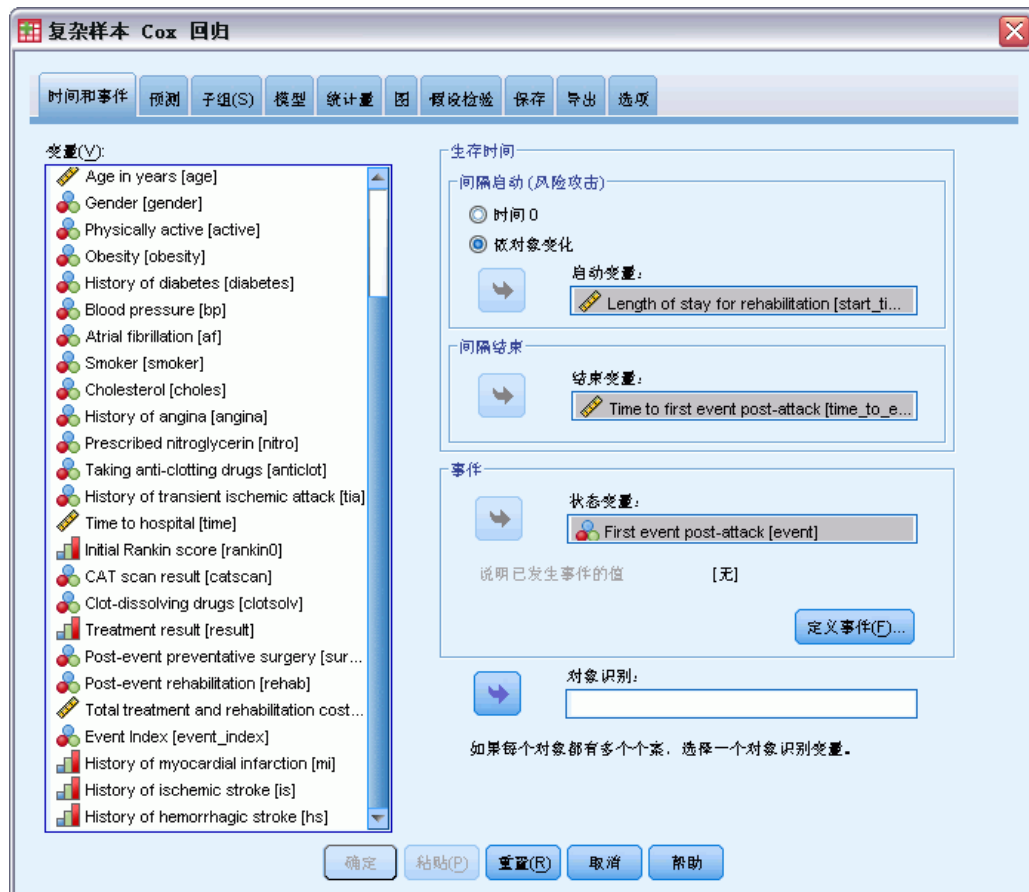 复杂样本 Cox 回归
时间和事件 预测 子组(S) 模型 统计量 图 假设检验 保存 导出 选项
变量(V):
Age in years [age]
Gender [gender]
Physically active [active]
Obesity [obesity]
History of diabetes [diabetes]
Blood pressure [bp]
Atrial fibrillation [af]
Smoker [smoker]
Cholesterol [choles]
History of angina [angina]
Prescribed nitroglycerin [nitro]
Taking anti-clotting drugs [anticlot]
History of transient ischemic attack [tia]
Time to hospital [time]
Initial Rankin score [rankin0]
CAT scan result [catscan]
Clot-dissolving drugs [clotsolv]
Treatment result [result]
Post-event preventative surgery [sur...
Post-event rehabilitation [rehab]
Total treatment and rehabilitation cost...
Event Index [event_index]
History of myocardial infarction [mi]
History of ischemic stroke [is]
History of hemorrhagic stroke [hs]
生存时间
间隔启动(风险攻击)
时间 0
依对象变化
启动变量:
Length of stay for rehabilitation [start_ti...
间隔结束
结束变量:
Time to first event post-attack [time_to_e...
事件
状态变量:
First event post-attack [event]
说明已发生事件的值 [无]
定义事件(F)...
对象识别:
如果每个对象都有多个个案，选择一个对象识别变量。
确定 粘贴(P) 重置(R) 取消 帮助